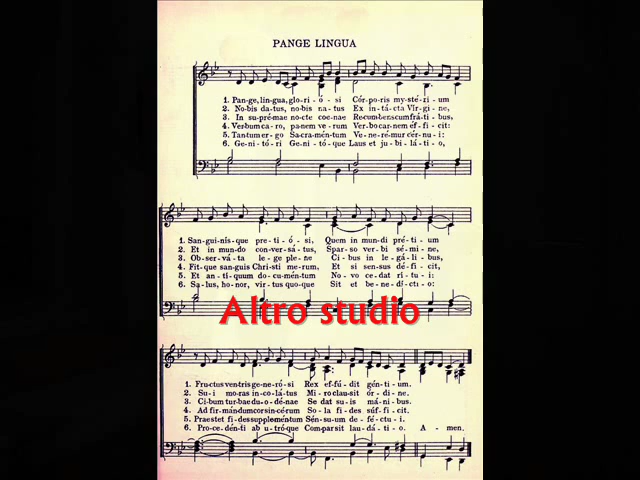 PANGE LINGUA
1. Pan-ge, lin-gua, glo-ri - ó - si Cór-po-ris my-sté-ri - um
2. No-bis da-tus, no-bis na - tus Ex in-tá-cta Vír-gi-ne,
3. In su-pré-mae no-cte coe-nae Recúmbens cum frá-tri - bus,
4. Ver-bum ca-ro, pa-nem ve - rum Ver-bo car-nem éf-fi - cit:
5. Tan-tum er-go Sa-cra-mén-tum Ve-ne-ré-mur cér-nu - i:
6. Ge-ni-tó-ri Ge-ni-tó-que Laus et ju-bi-lá-ti - o,
1. San-gui-nís-que pre-ti - ó - si, Quem in mun-di pré-ti - um
2. Et in mun-do con-ver-sá-tus, Spar-so ver-bi sé-mi-ne,
3. Ob-ser-vá-ta le-ge ple-ne Ci-bus in le-gá-li-bus,
4. Fit-que san-guis Chri-sti me-rum, Et si sen-sus dé-fi - cit,
5. Et an-tí-quum do-cu-mén-tum No-vo ce-dat rí-tu - i:
6. Sa-lus, ho-nor, vir-tus quo-que Sit et be-ne-dí-cti - o:
Altro studio
1. Fru-ctus ven-tris ge-ne-ró-si Rex ef-fú-dit gén-ti-um.
2. Su - i mo-ras in-co-lá-tus Mi-ro clau-sit ór-di-ne.
3. Ci-bum tur-bae du-o-dé-nae Se dat su-is má-ni-bus.
4. Ad fir-mán-dum cor sin-cé-rum So-la fi-des súf-fi-cit.
5. Prae-stet fi-des sup-ple-mén-tum Sén-su-um de-fé-ctu-i.
6. Pro-ce-dén-ti ab u-tró-que Com-par sit lau-dá-ti-o. A-men.